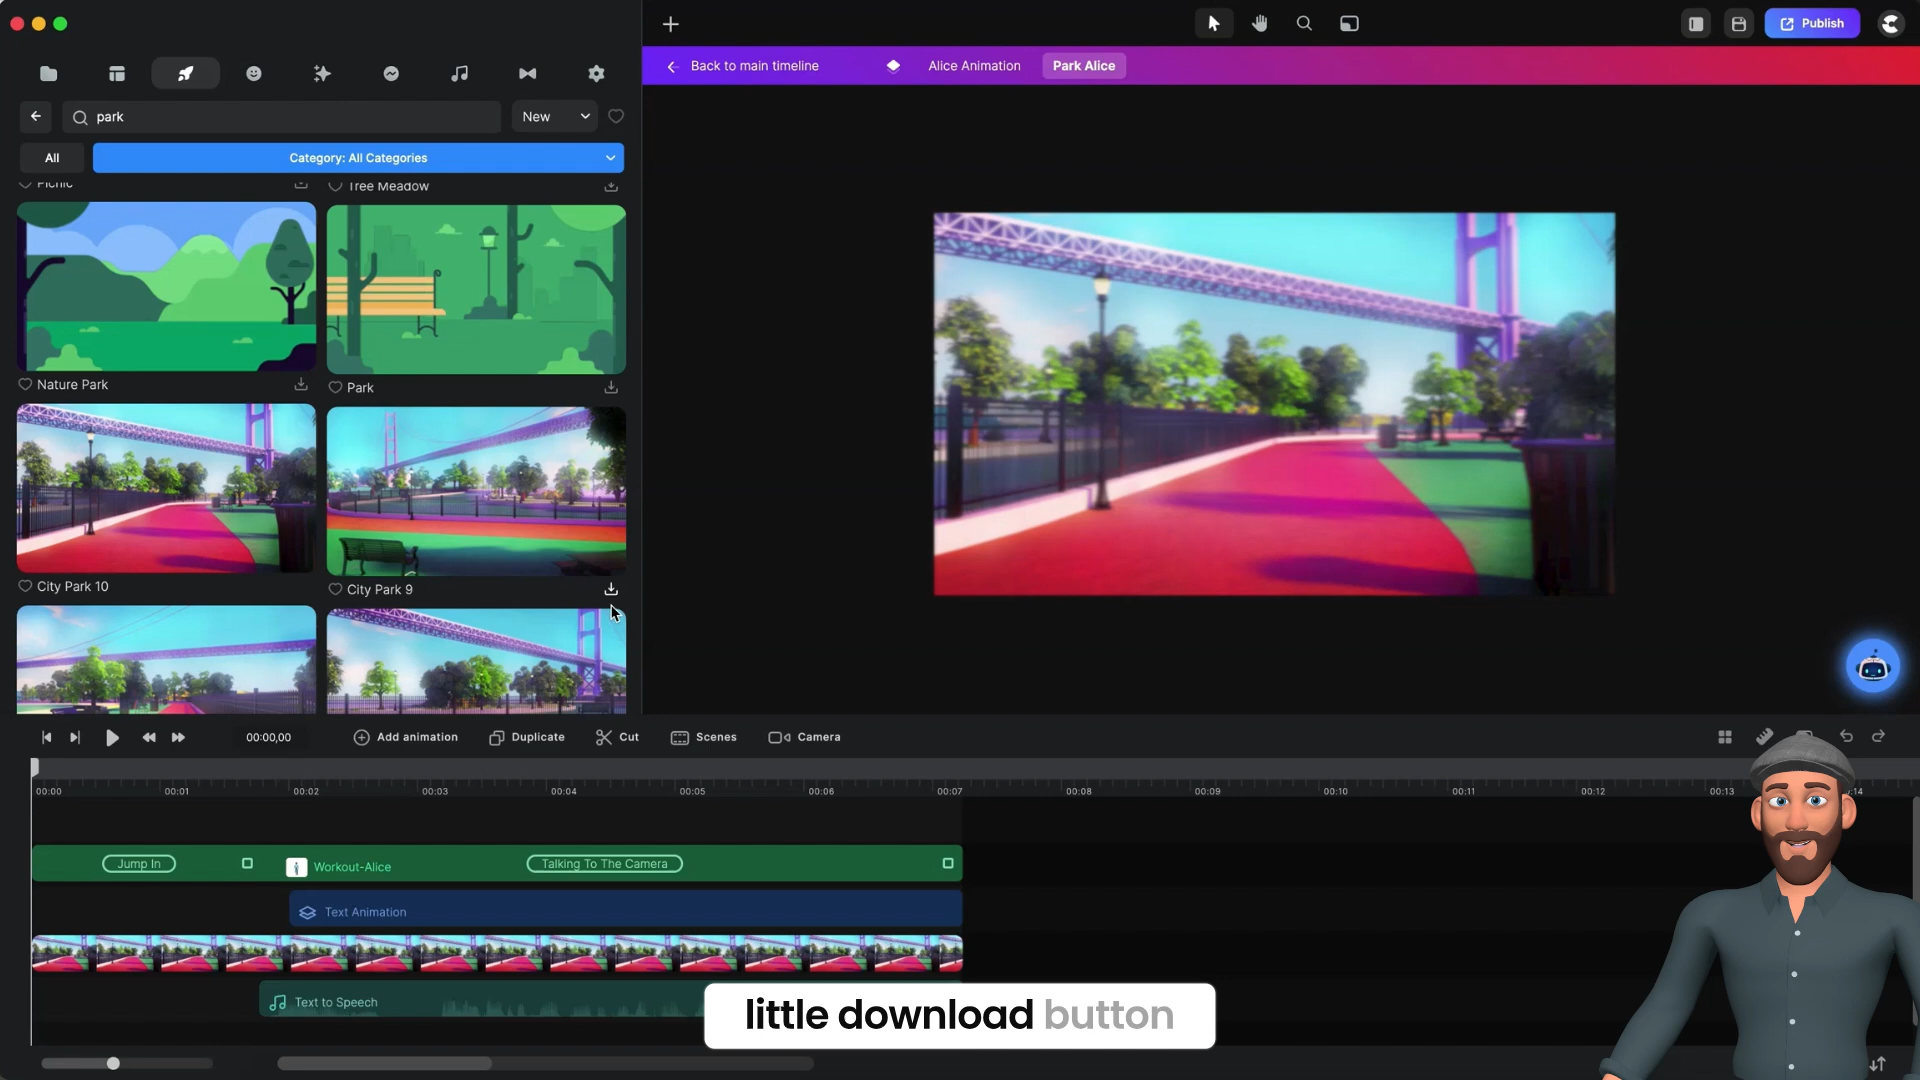 Publish
Back to main timeline
Alice Animation
Park Alice
park
New
All
Category: All Categories
Picnic
Tree Meadow
Nature Park
Park
City Park 10
City Park 9
00:00,00
Add animation
Duplicate
Cut
Scenes
Camera
00:00
00:01
00:02
00:03
00:04
00:05
00:06
00:07
00:08
00:09
00:10
00:11
00:12
00:13
:14
Jump In
Workout-Alice
Talking To The Camera
Text Animation
Text to Speech
little download button